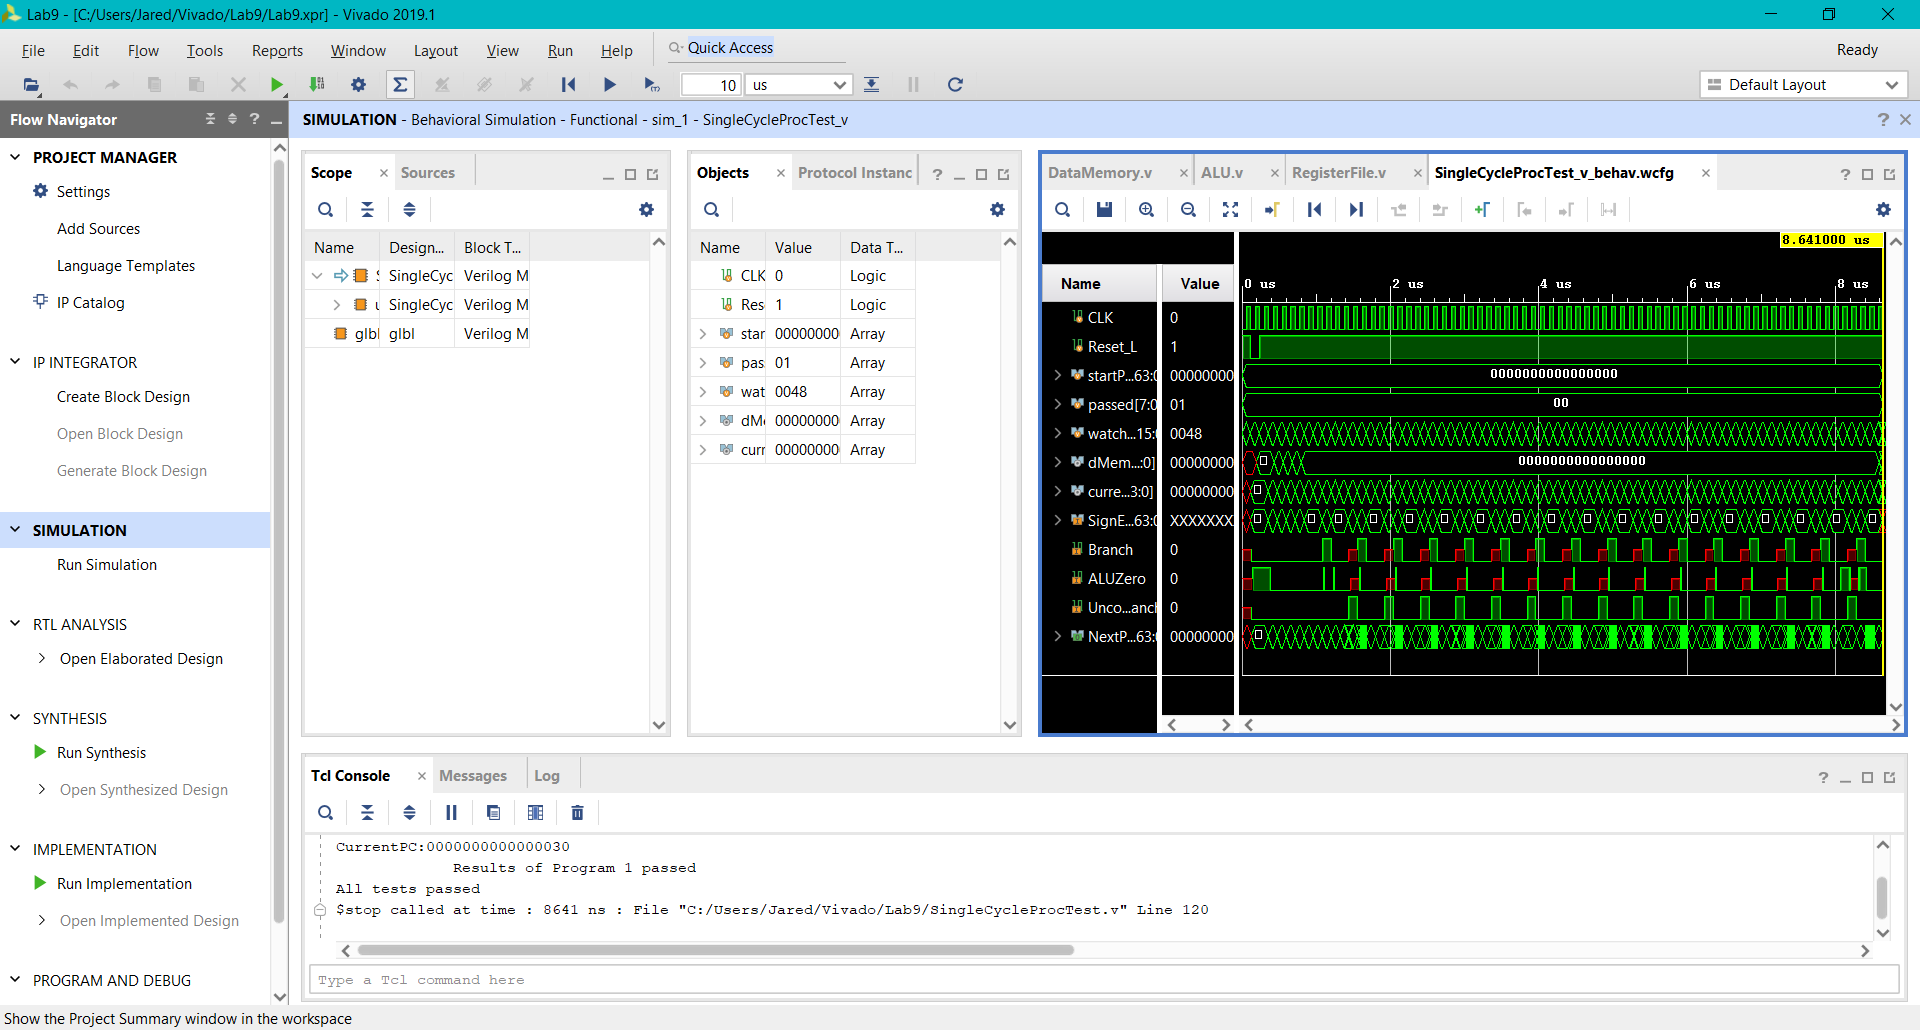 Lab9 - [C:/Users/Jared/Vivado/Lab9/Lab9.xpr] - Vivado 2019.1
File Edit Flow Tools Reports Window Layout View Run Help Quick Access Ready
10 us Default Layout
Flow Navigator
SIMULATION - Behavioral Simulation - Functional - sim_1 - SingleCycleProcTest_v
PROJECT MANAGER
Settings
Add Sources
Language Templates
IP Catalog
IP INTEGRATOR
Create Block Design
Open Block Design
Generate Block Design
SIMULATION
Run Simulation
RTL ANALYSIS
Open Elaborated Design
SYNTHESIS
Run Synthesis
Open Synthesized Design
IMPLEMENTATION
Run Implementation
Open Implemented Design
PROGRAM AND DEBUG
Scope Sources
Name Design... Block T...
SingleCyc Verilog M
u SingleCyc Verilog M
glbl glbl Verilog M
Objects Protocol Instanc
Name Value Data T...
CLK 0 Logic
Res 1 Logic
star 00000000 Array
pas 01 Array
wat 0048 Array
dM 00000000 Array
curr 00000000 Array
DataMemory.v ALU.v RegisterFile.v SingleCycleProcTest_v_behav.wcfg
8.641000 us
Name Value 0 us 2 us 4 us 6 us 8 us
CLK 0
Reset_L 1
startP...63:0 00000000 0000000000000000
passed[7:0 01 00
watch...15:0 0048
dMem...:0] 00000000 0000000000000000
curre...3:0] 00000000
SignE...63:0 XXXXXXX
Branch 0
ALUZero 0
Unco...anch 0
NextP...63:0 00000000
Tcl Console Messages Log
CurrentPC:0000000000000030
Results of Program 1 passed
All tests passed
$stop called at time : 8641 ns : File "C:/Users/Jared/Vivado/Lab9/SingleCycleProcTest.v" Line 120
Type a Tcl command here
Show the Project Summary window in the workspace